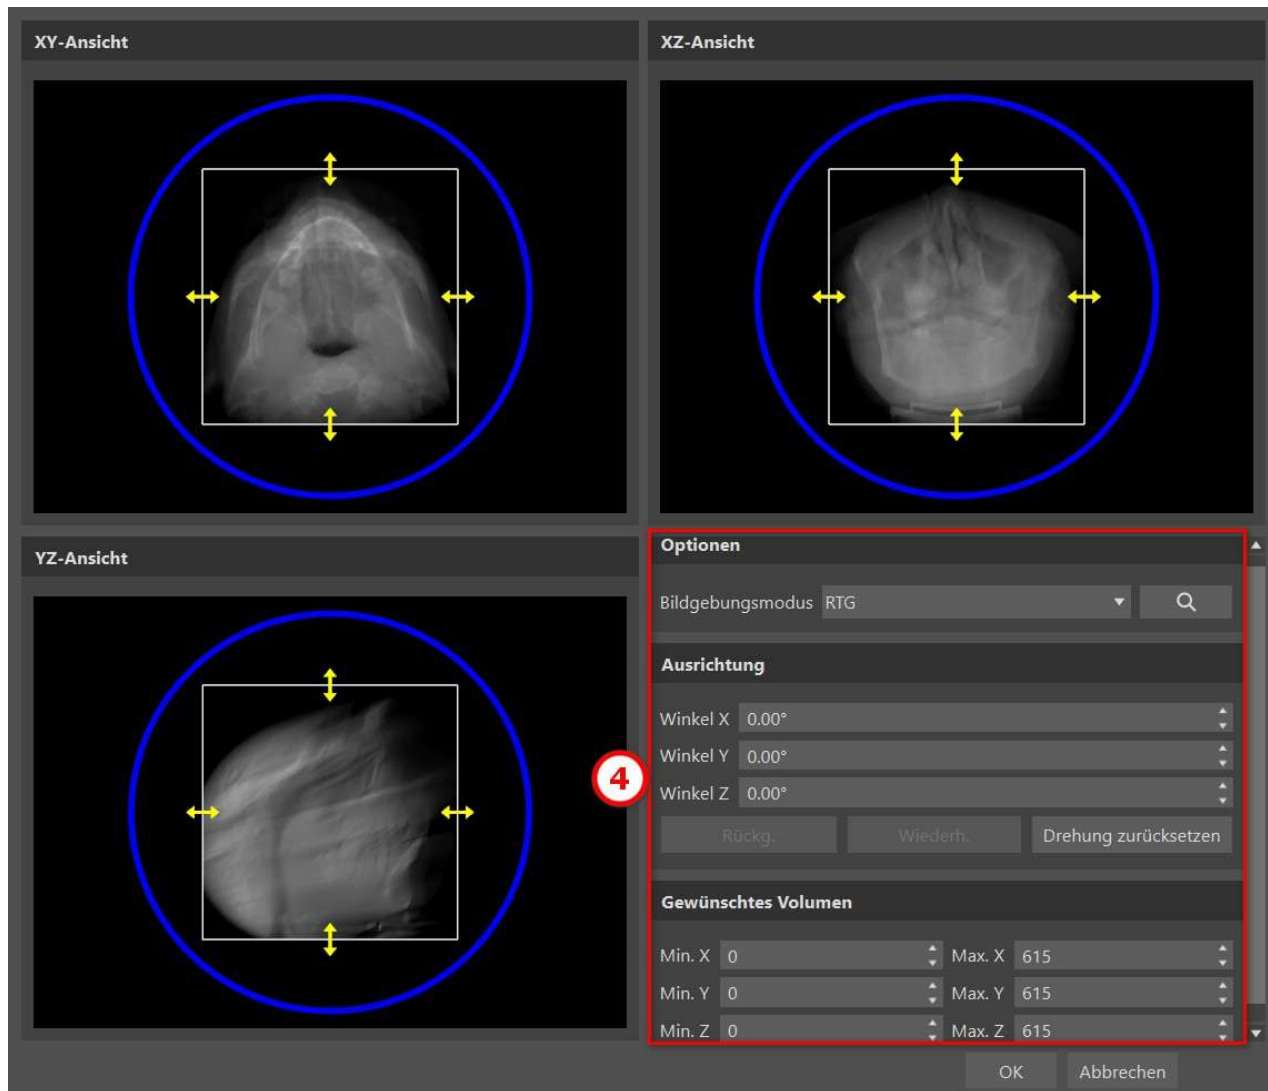 XY-Ansicht
XZ-Ansicht
YZ-Ansicht
Optionen
Bildgebungsmodus RTG
Ausrichtung
Winkel X 0.00°
Winkel Y 0.00°
4
Winkel Z 0.00°
Rückg. Wiederh. Drehung zurücksetzen
Gewünschtes Volumen
Min. X 0 Max. X 615
Min. Y 0 Max. Y 615
Min. Z 0 Max. Z 615
OK Abbrechen